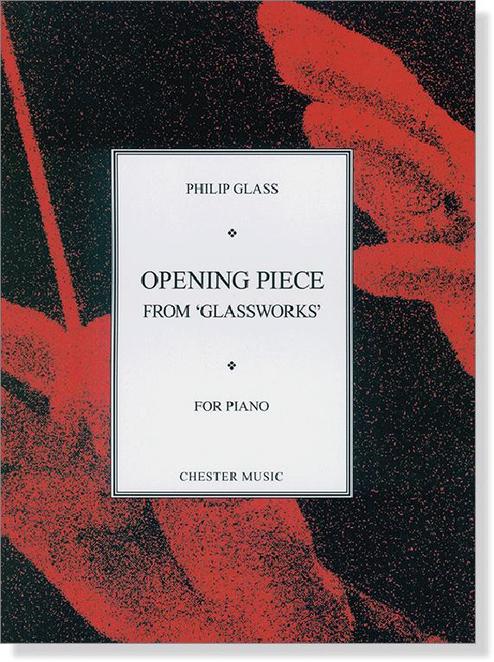 PHILIP GLASS
OPENING PIECE
FROM ‘GLASSWORKS’
FOR PIANO
CHESTER MUSIC